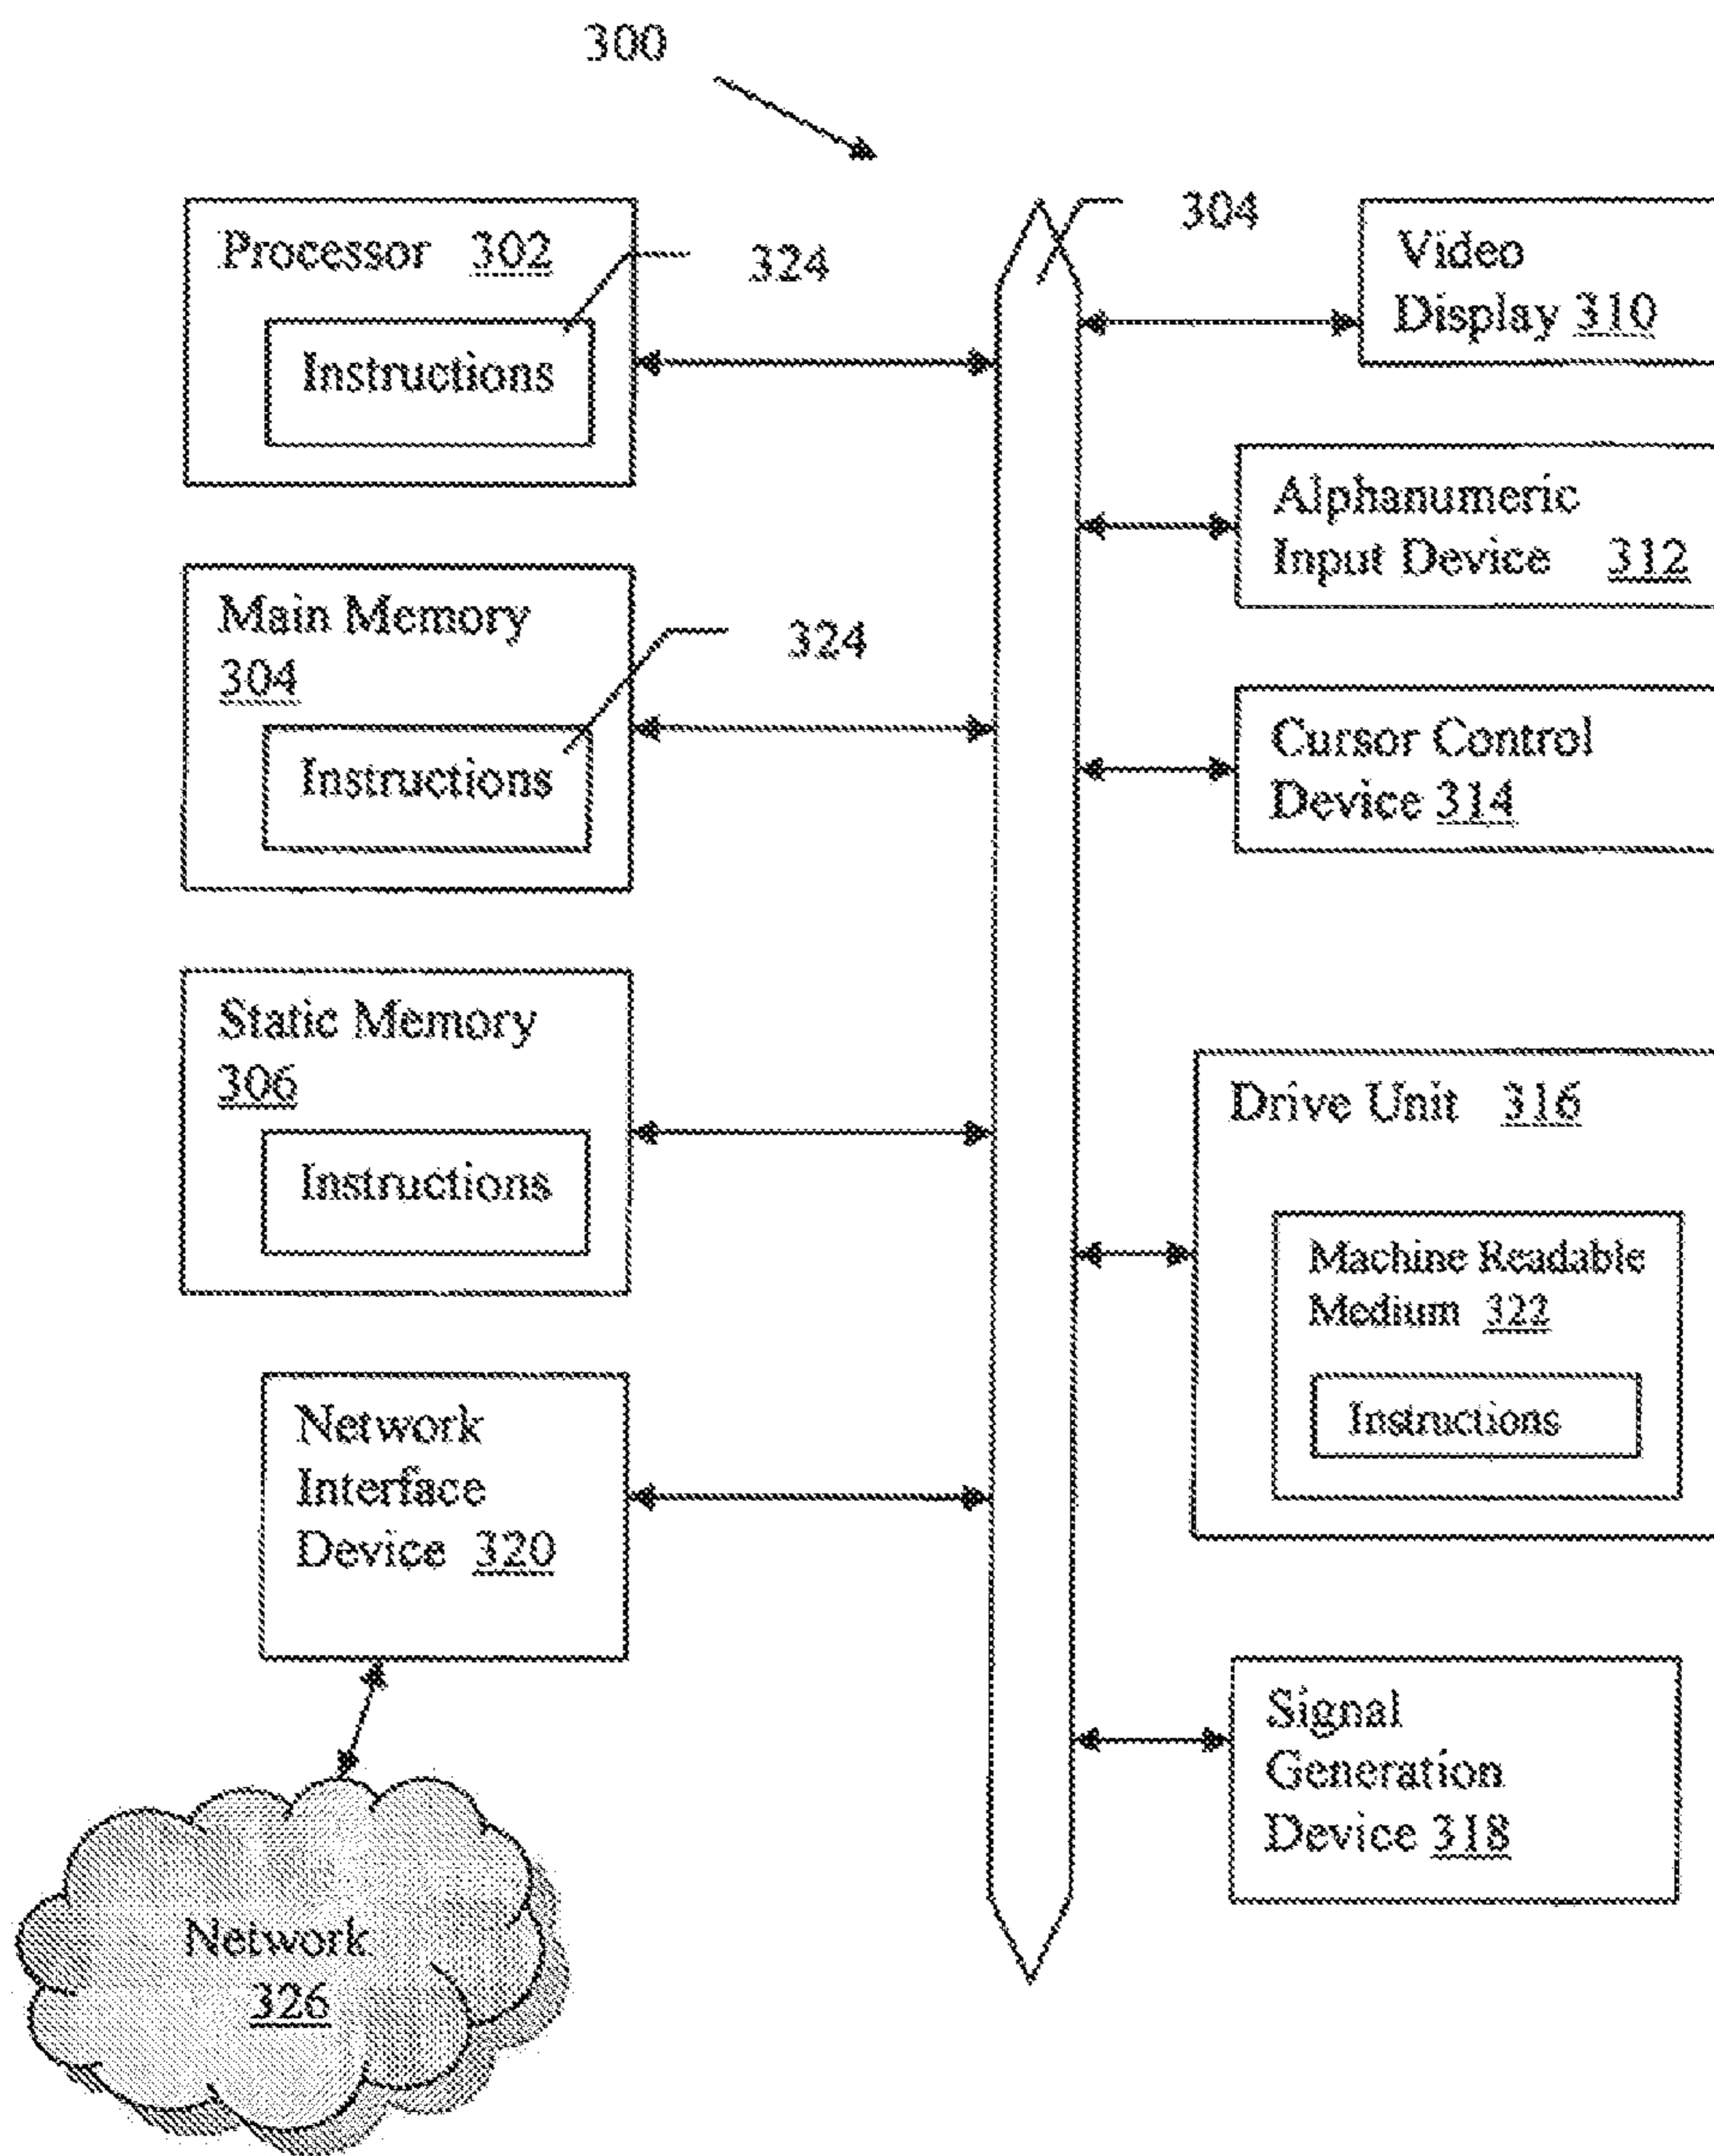 300
Processor 302
324
Instructions
Main Memory
304
324
Instructions
Static Memory
306
Instructions
Network
Interface
Device 320
Network
326
304
Video
Display 310
Alphanumeric
Input Device 312
Cursor Control
Device 314
Drive Unit 316
Machine Readable
Medium 322
Instructions
Signal
Generation
Device 318